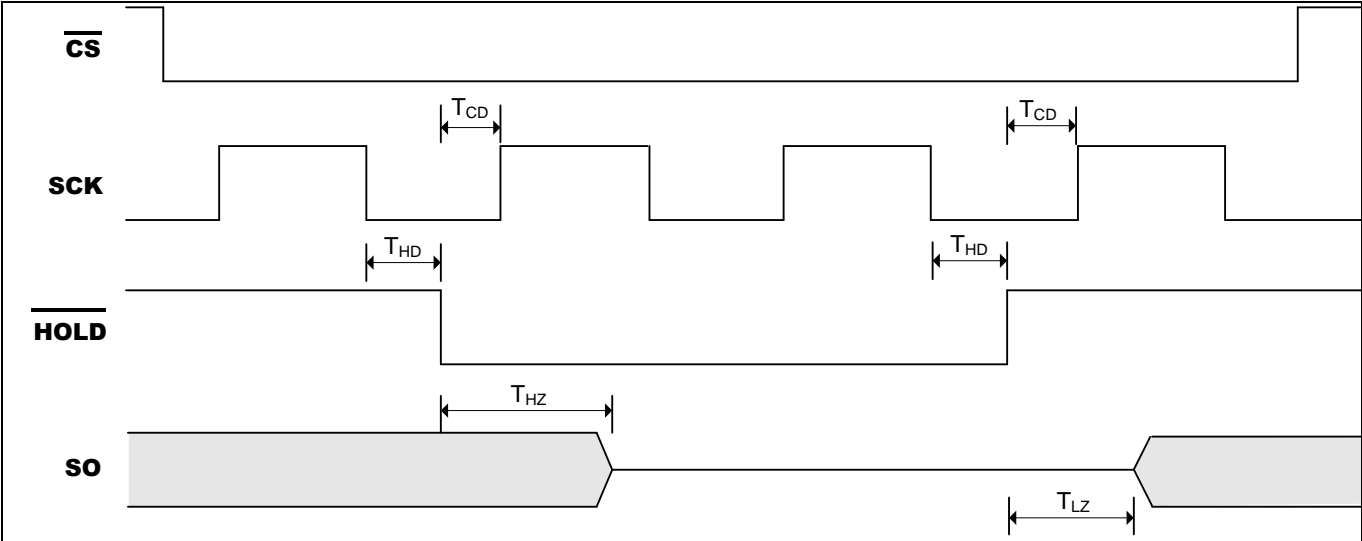 CS
T_CD T_CD
SCK
T_HD T_HD
HOLD
T_HZ
SO
T_LZ